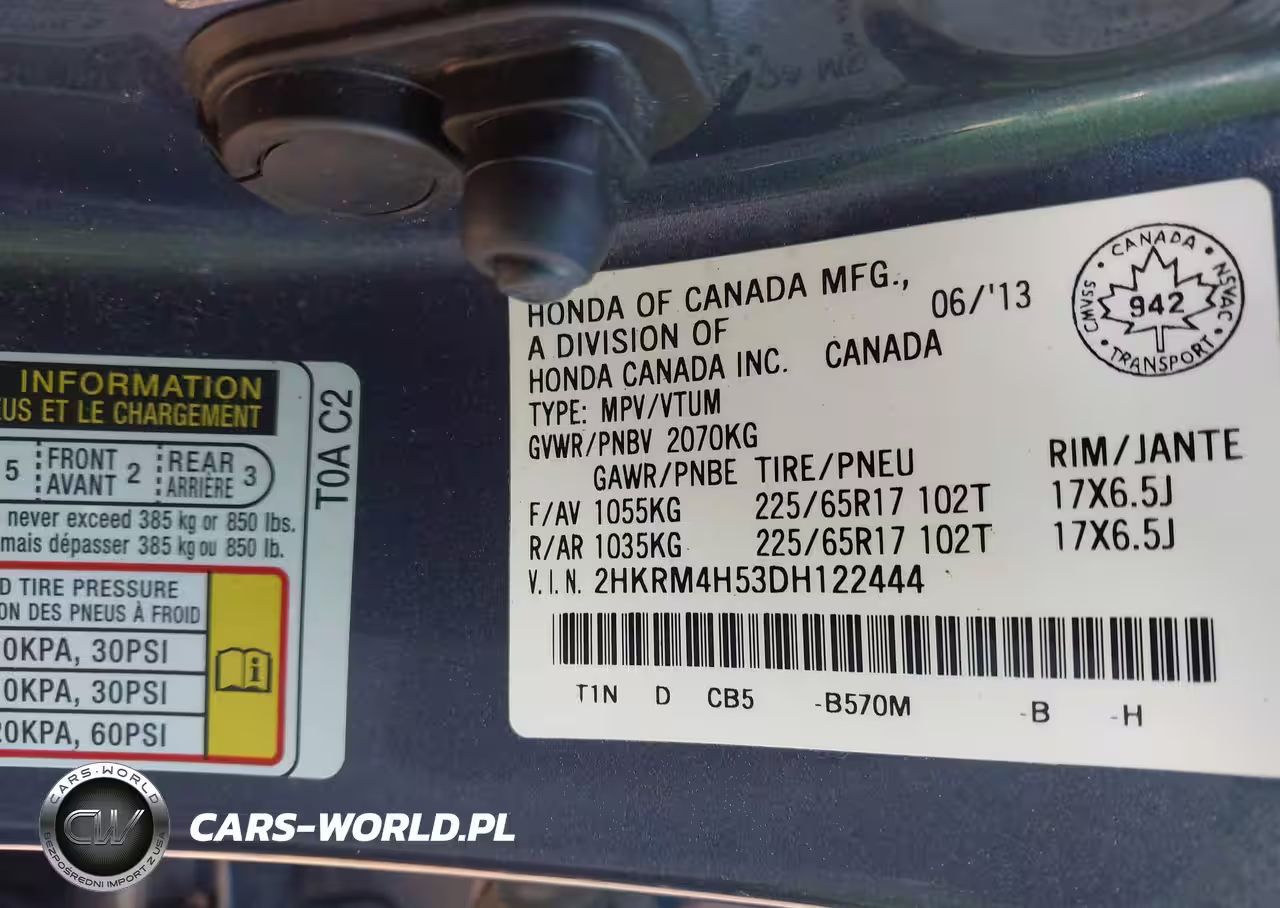 HONDA OF CANADA MFG.,
06/'13
A DIVISION OF
HONDA CANADA INC. CANADA
TYPE: MPV/VTUM
GVWR/PNBV 2070KG
GAWR/PNBE TIRE/PNEU RIM/JANTE
F/AV 1055KG 225/65R17 102T 17X6.5J
R/AR 1035KG 225/65R17 102T 17X6.5J
V.I.N. 2HKRM4H53DH122444
T1N D CB5 -B570M -B -H
CANADA
NSVAC
TRANSPORT
CMVSS
942
INFORMATION
EUS ET LE CHARGEMENT
5 FRONT 2 REAR 3
AVANT ARRIÈRE
never exceed 385 kg or 850 lbs.
mais dépasser 385 kg ou 850 lb.
D TIRE PRESSURE
ON DES PNEUS À FROID
0KPA, 30PSI
0KPA, 30PSI
20KPA, 60PSI
T0A C2
CARS-WORLD
CW
BEZPOŚREDNI IMPORT Z USA
CARS-WORLD.PL